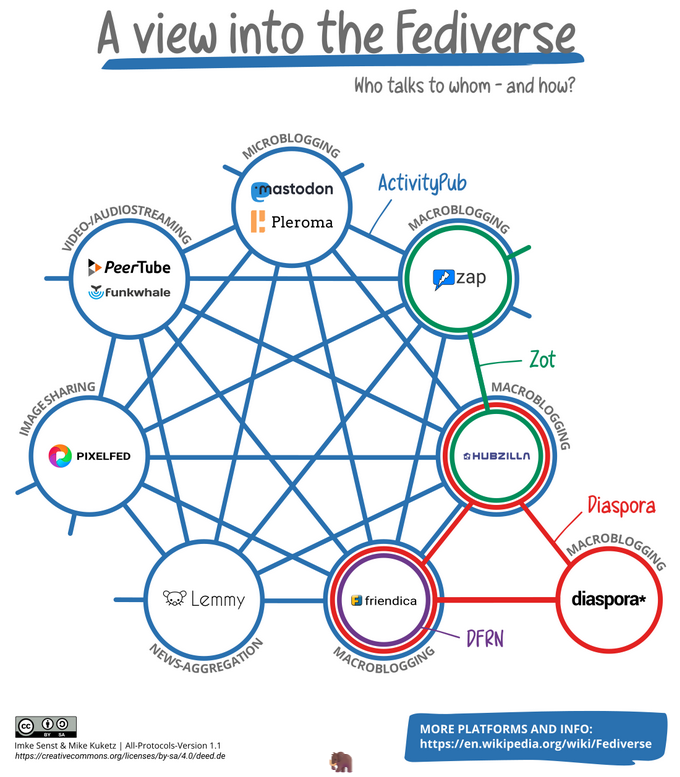 A view into the Fediverse
Who talks to whom - and how?
MICROBLOGGING
mastodon
Pleroma
ActivityPub
VIDEO-/AUDIOSTREAMING
PeerTube
funkwhale
MACROBLOGGING
zap
Zot
IMAGE SHARING
PIXELFED
MACROBLOGGING
HUBZILLA
Diaspora
MACROBLOGGING
diaspora*
Lemmy
NEWS-AGGREGATION
friendica
MACROBLOGGING
DFRN
cc
BY SA
Imke Senst & Mike Kuketz | All-Protocols-Version 1.1
https://creativecommons.org/licenses/by-sa/4.0/deed.de
MORE PLATFORMS AND INFO:
https://en.wikipedia.org/wiki/Fediverse